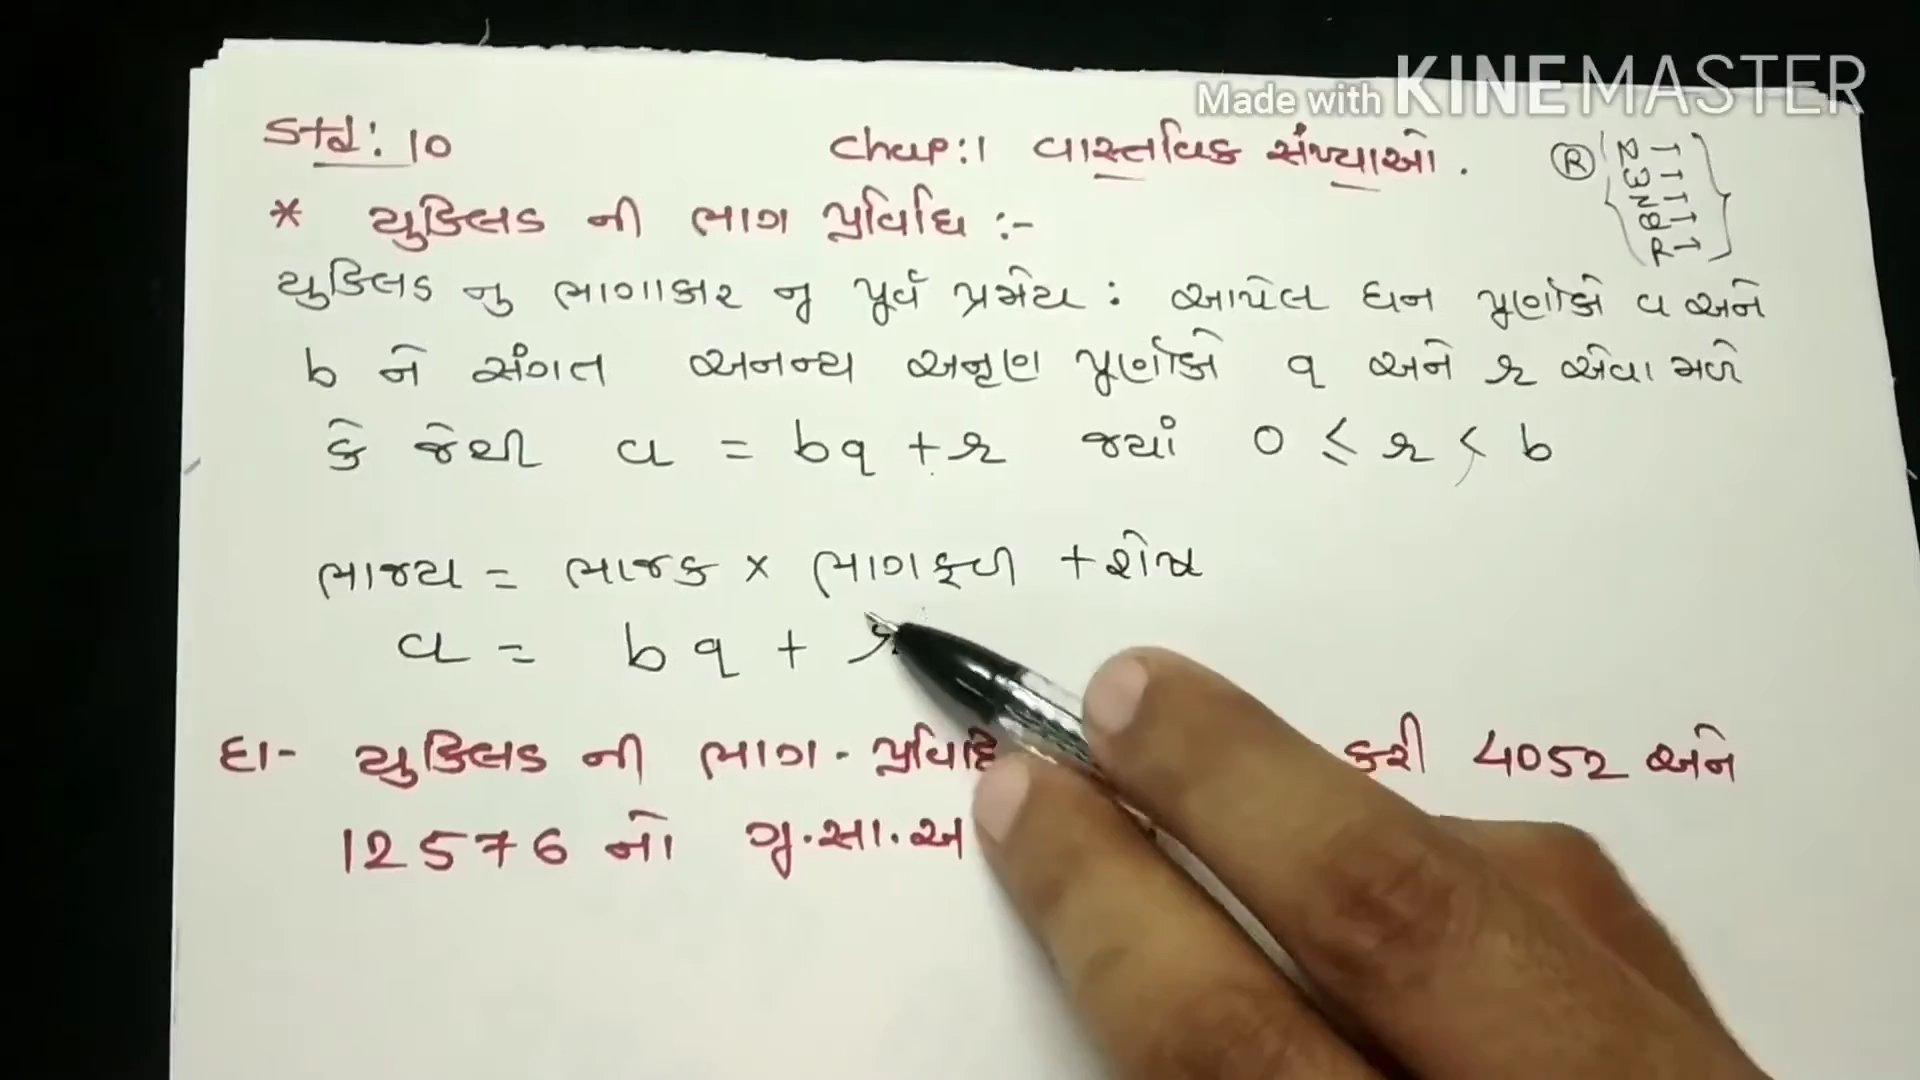 Made with KINEMASTER
Std: 10 Chap:1 વાસ્તવિક સંખ્યાઓ.
* યુક્લિડ ની ભાગ પ્રવિધિ :-
યુક્લિડ નુ ભાગાકાર નુ પૂર્વ પ્રમેય : આપેલ ધન પૂર્ણાંકો a અને
b ને સંગત અનન્ય અનૃણ પૂર્ણાંકો q અને r એવા મળે
કે જેથી a = bq + r જ્યાં 0 ≤ r < b
ભાજ્ય = ભાજક × ભાગફળ + શેષ
a = bq + r
દા- યુક્લિડ ની ભાગ - કરી 4052 અને
12576 નો ગુ.સા.અ